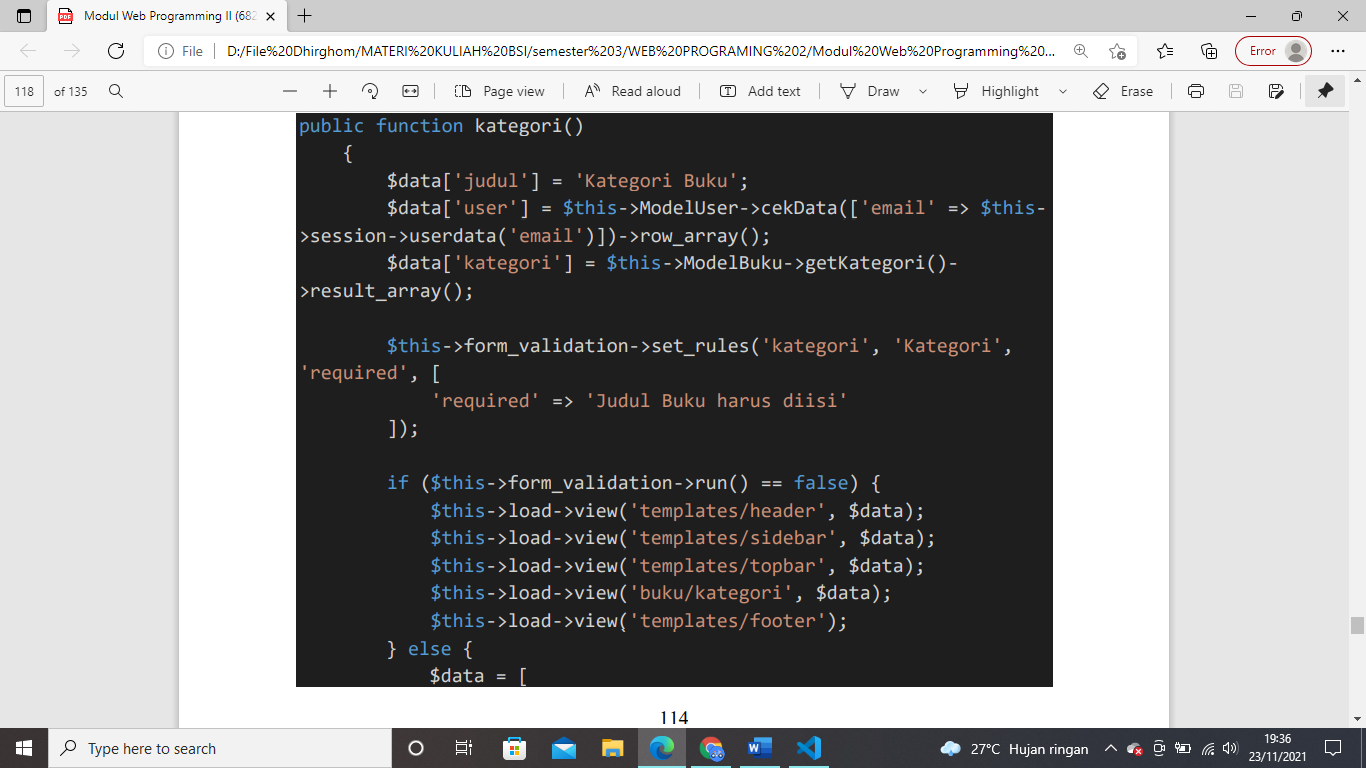 Modul Web Programming II (682
File
D:/File%20Dhirghom/MATERI%20KULIAH%20BSI/semester%203/WEB%20PROGRAMING%202/Modul%20Web%20Programming%20...
Error
118 of 135
Page view
Read aloud
Add text
Draw
Highlight
Erase
public function kategori()
{
$data['judul'] = 'Kategori Buku';
$data['user'] = $this->ModelUser->cekData(['email' => $this-
>session->userdata('email')])->row_array();
$data['kategori'] = $this->ModelBuku->getKategori()-
>result_array();
$this->form_validation->set_rules('kategori', 'Kategori',
'required', [
'required' => 'Judul Buku harus diisi'
]);
if ($this->form_validation->run() == false) {
$this->load->view('templates/header', $data);
$this->load->view('templates/sidebar', $data);
$this->load->view('templates/topbar', $data);
$this->load->view('buku/kategori', $data);
$this->load->view('templates/footer');
} else {
$data = [
114
Type here to search
27°C Hujan ringan
19:36
23/11/2021